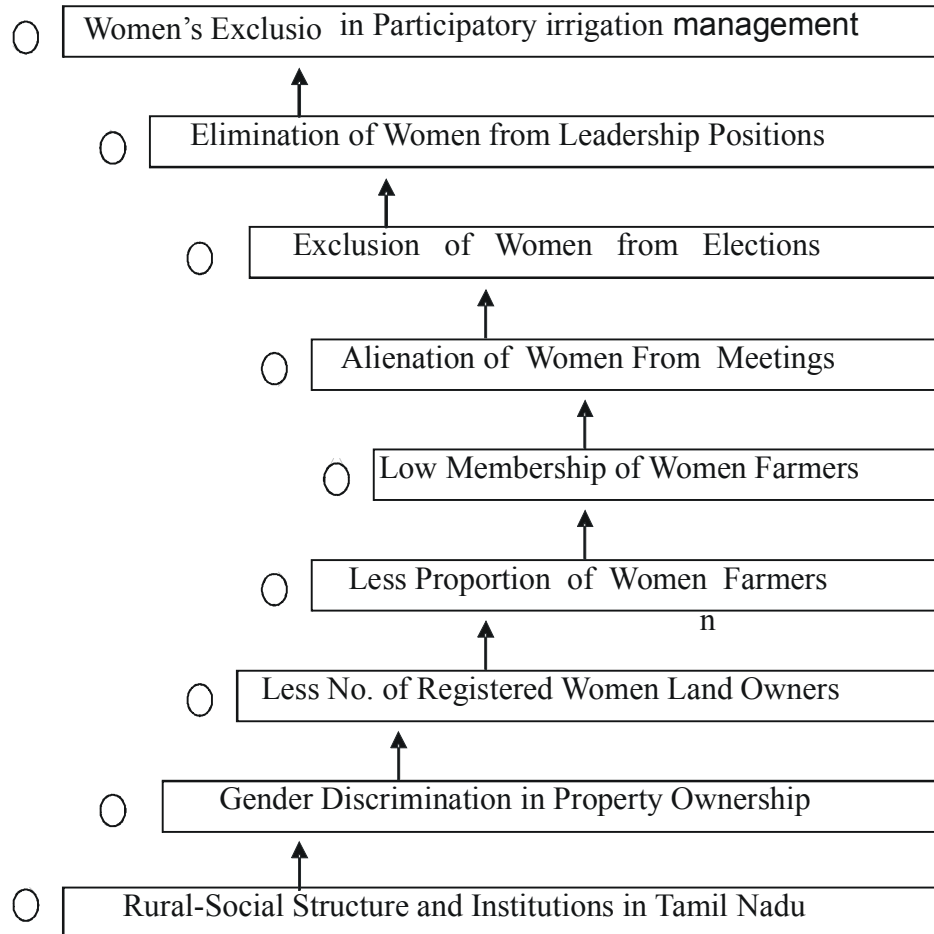 Women's Exclusio in Participatory irrigation management
Elimination of Women from Leadership Positions
Exclusion of Women from Elections
Alienation of Women From Meetings
Low Membership of Women Farmers
Less Proportion of Women Farmers
n
Less No. of Registered Women Land Owners
Gender Discrimination in Property Ownership
Rural-Social Structure and Institutions in Tamil Nadu